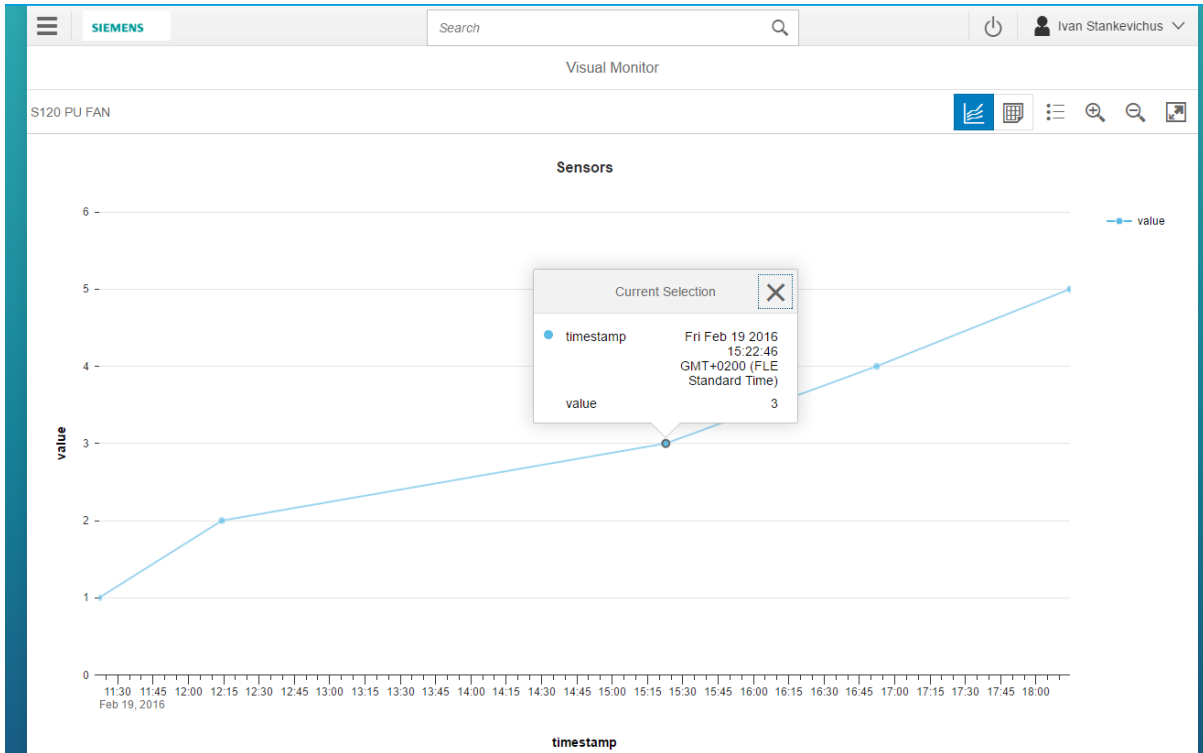 SIEMENS
Search
Ivan Stankevichus
Visual Monitor
S120 PU FAN
Sensors
6
value
5
Current Selection
timestamp Fri Feb 19 2016
15:22:46
GMT+0200 (FLE
Standard Time)
value 3
4
value
3
2
1
0
11:30 11:45 12:00 12:15 12:30 12:45 13:00 13:15 13:30 13:45 14:00 14:15 14:30 14:45 15:00 15:15 15:30 15:45 16:00 16:15 16:30 16:45 17:00 17:15 17:30 17:45 18:00
Feb 19, 2016
timestamp